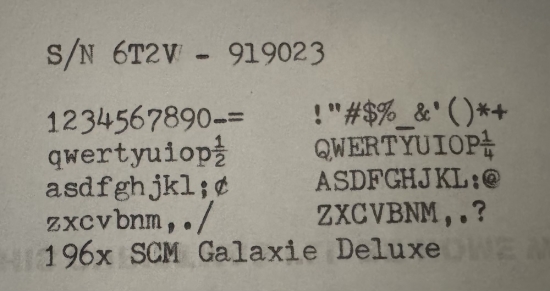 S/N 6T2V - 919023
1234567890-= !"#$%_&'()*+
qwertyuiop½ QWERTYUIOP¼
asdfghjkl;¢ ASDFGHJKL:@
zxcvbnm,./ ZXCVBNM,.?
196x SCM Galaxie Deluxe